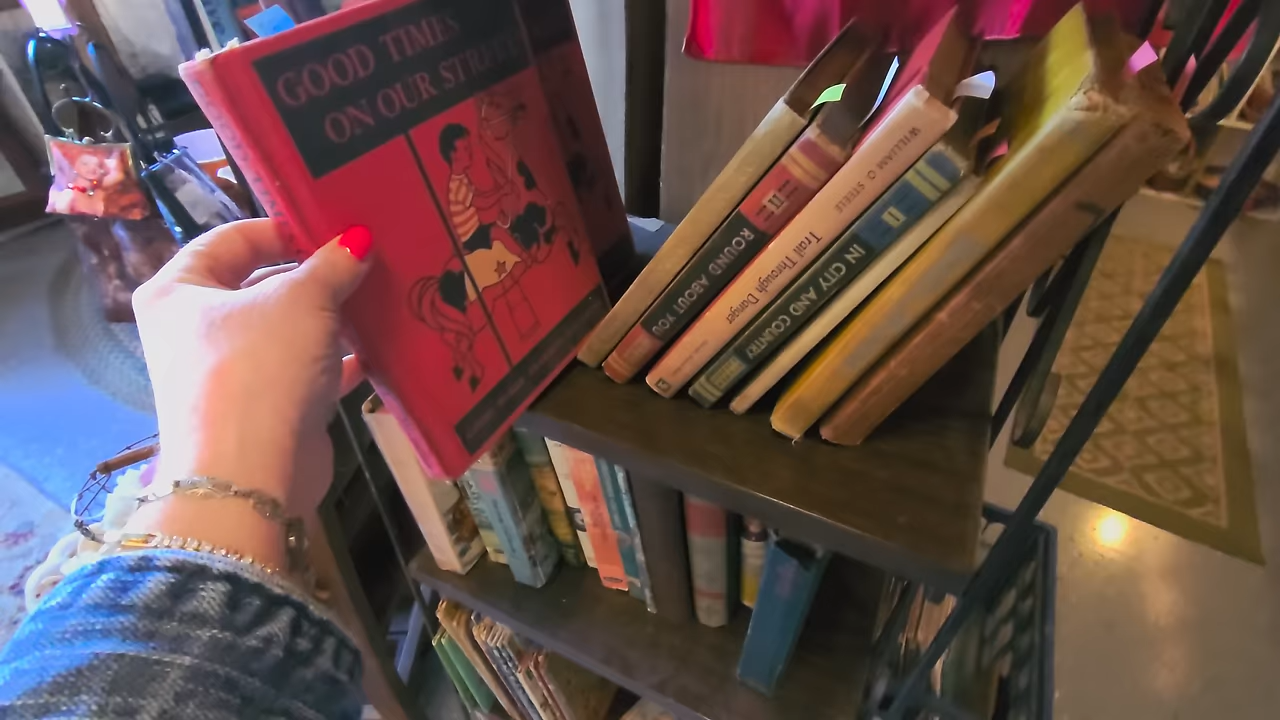 GOOD TIMES
ON OUR STREET
ROUND ABOUT YOU
WILLIAM O. STEELE
Trail Through Danger
IN CITY AND COUNTRY